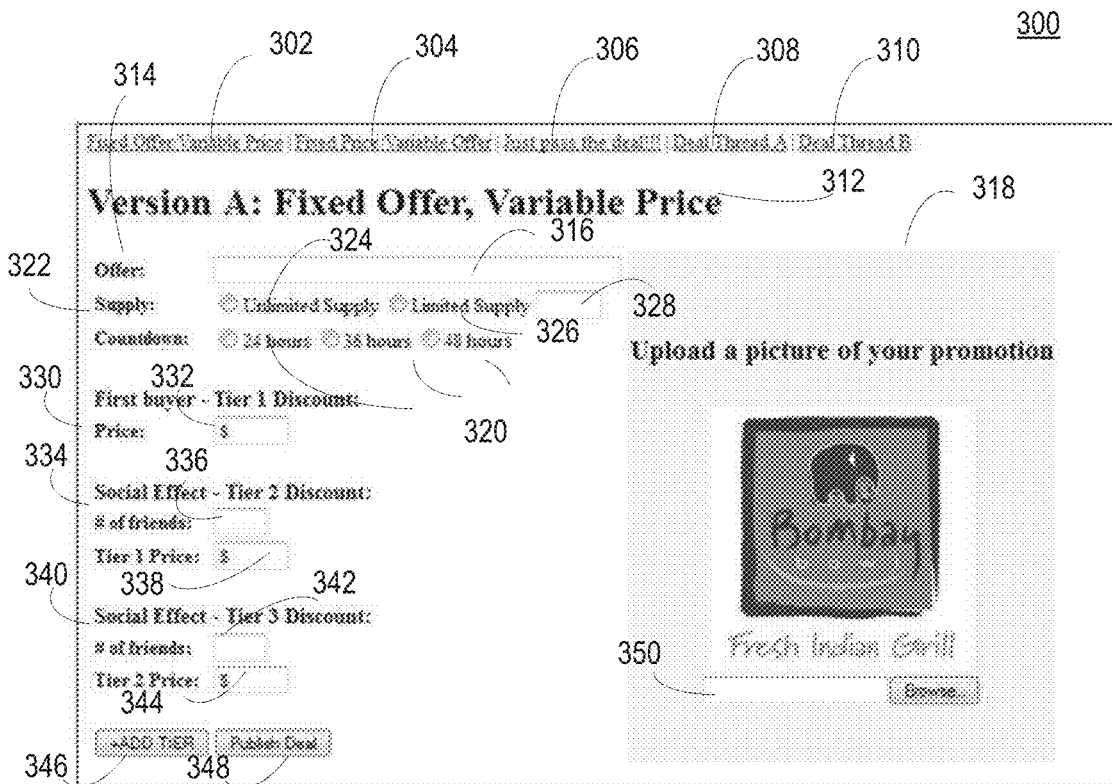 300
302 304 306 308 310
314
Fixed Offer Variable Price | Fixed Price Variable Offer | Just pass the deal!!! | Deal Thread A | Deal Thread B
312
318
Version A: Fixed Offer, Variable Price
324 316
322 328
Offer:
Supply: Unlimited Supply Limited Supply
326
Countdown: 24 hours 36 hours 48 hours
Upload a picture of your promotion
330 332
First buyer - Tier 1 Discount:
320
Price: $
334 336
Social Effect - Tier 2 Discount:
# of friends:
Tier 1 Price: $
338
340 342
Social Effect - Tier 3 Discount:
# of friends:
Tier 2 Price: $
344
Bombay
Fresh Indian Grill
350
Browse...
+ADD TIER Publish Deal
346 348